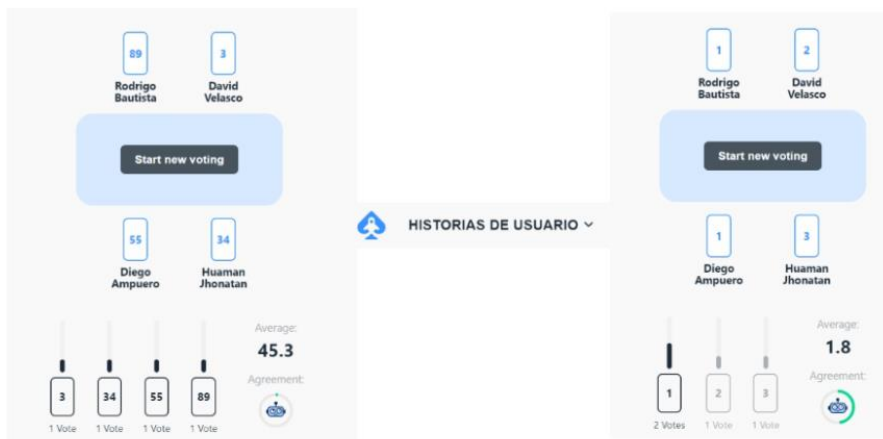 89 3
Rodrigo Bautista David Velasco
Start new voting
55 34
Diego Ampuero Huaman Jhonatan
Average:
45.3
Agreement:
3 34 55 89
1 Vote 1 Vote 1 Vote 1 Vote
HISTORIAS DE USUARIO
1 2
Rodrigo Bautista David Velasco
Start new voting
1 3
Diego Ampuero Huaman Jhonatan
Average:
1.8
Agreement:
1 2 3
2 Votes 1 Vote 1 Vote